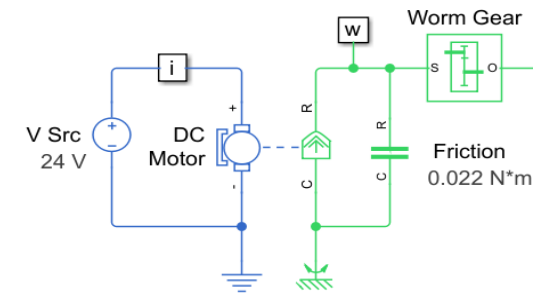 Worm Gear
w
i
S
O
+
R
R
V Src
24 V
+
DC
Motor
C
C
-
Friction
0.022 N*m